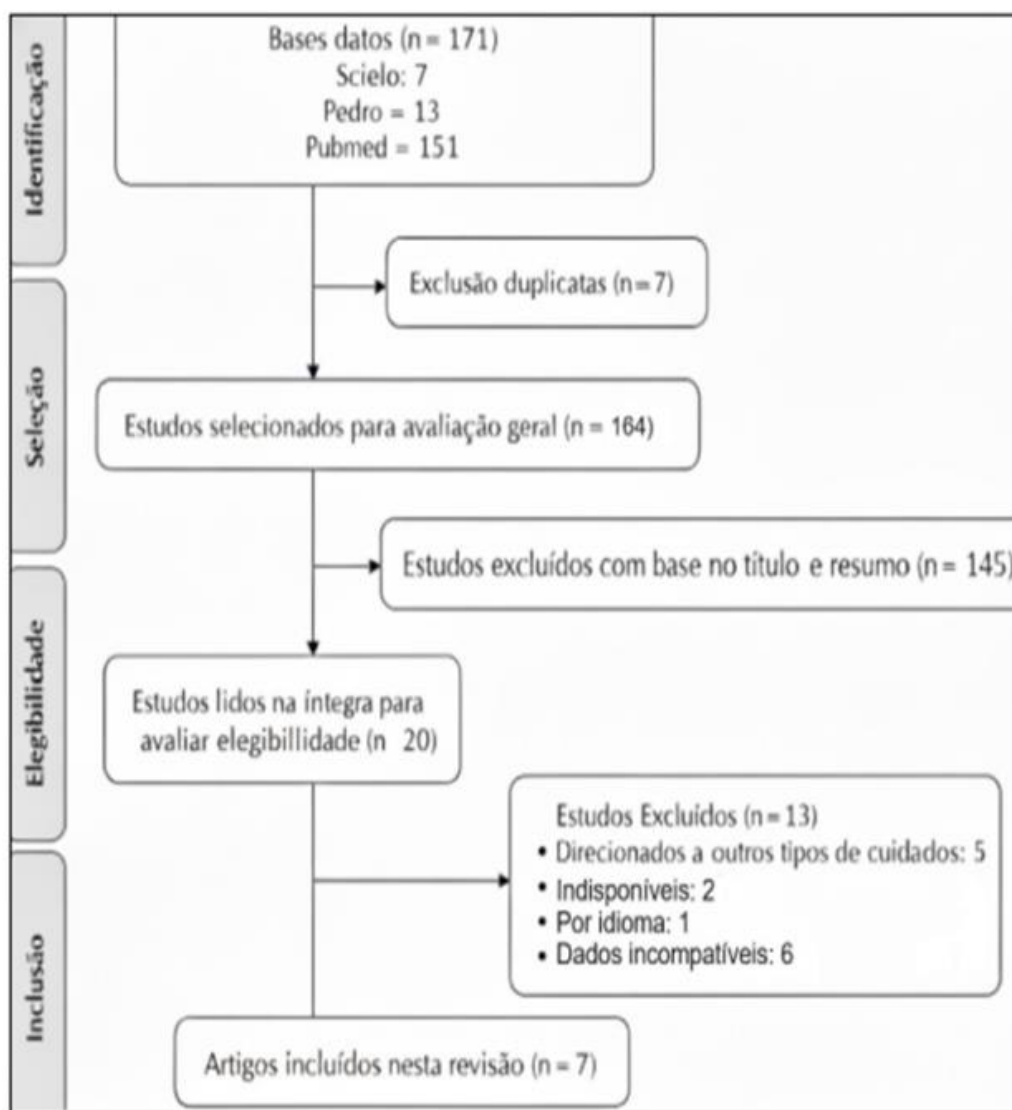 Identificação
Bases datos (n = 171)
Scielo: 7
Pedro = 13
Pubmed = 151
Exclusão duplicatas (n = 7)
Seleção
Estudos selecionados para avaliação geral (n = 164)
Estudos excluídos com base no título e resumo (n = 145)
Elegibilidade
Estudos lidos na íntegra para
avaliar elegibillidade (n 20)
Estudos Excluídos (n = 13)
• Direcionados a outros tipos de cuidados: 5
• Indisponíveis: 2
• Por idioma: 1
• Dados incompatíveis: 6
Inclusão
Artigos incluídos nesta revisão (n = 7)